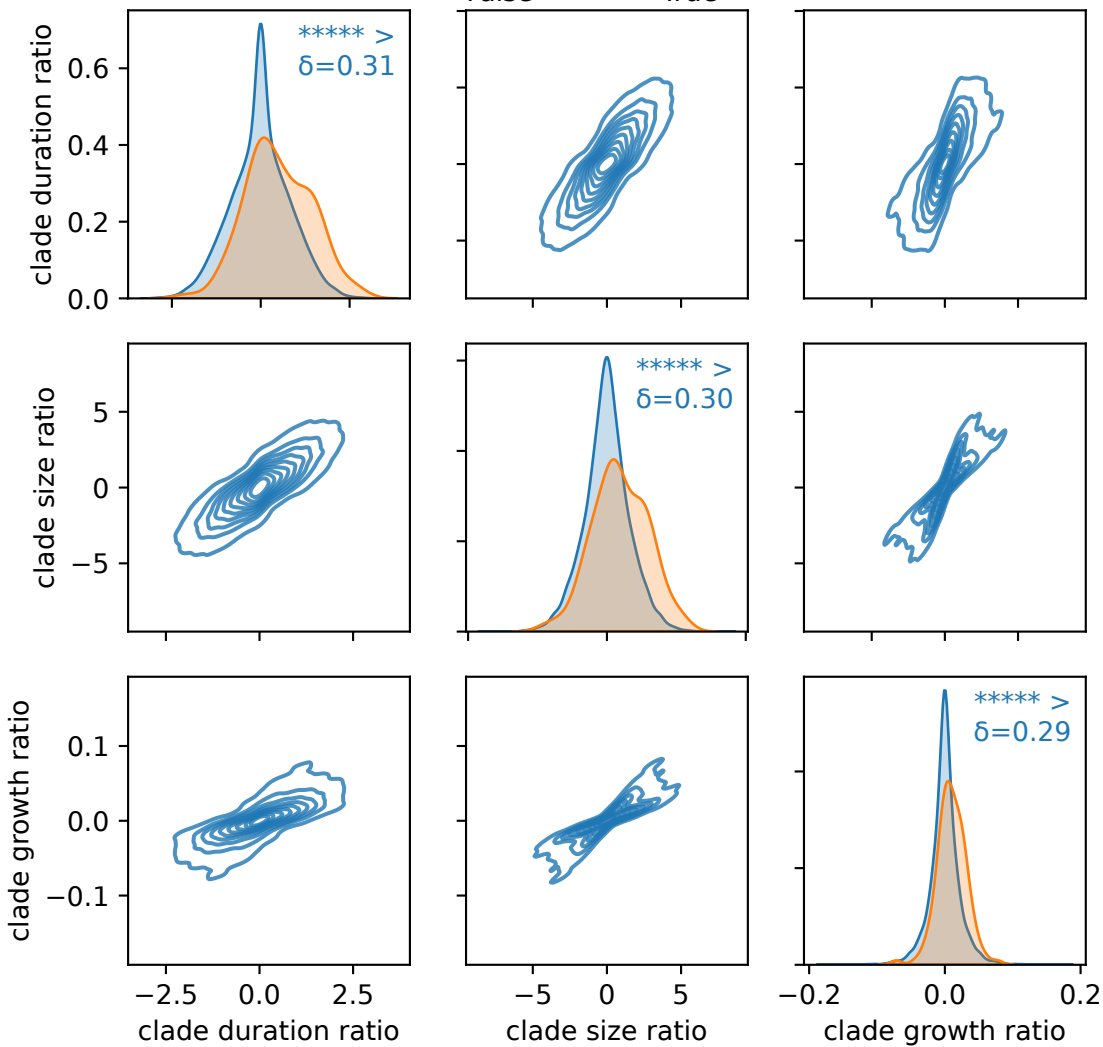 ***** >
δ=0.31
clade duration ratio
0.6
0.4
0.2
0.0
***** >
δ=0.30
clade size ratio
5
0
−5
***** >
δ=0.29
clade growth ratio
0.1
0.0
−0.1
−2.5 0.0 2.5 −5 0 5 −0.2 0.0 0.2
clade duration ratio clade size ratio clade growth ratio